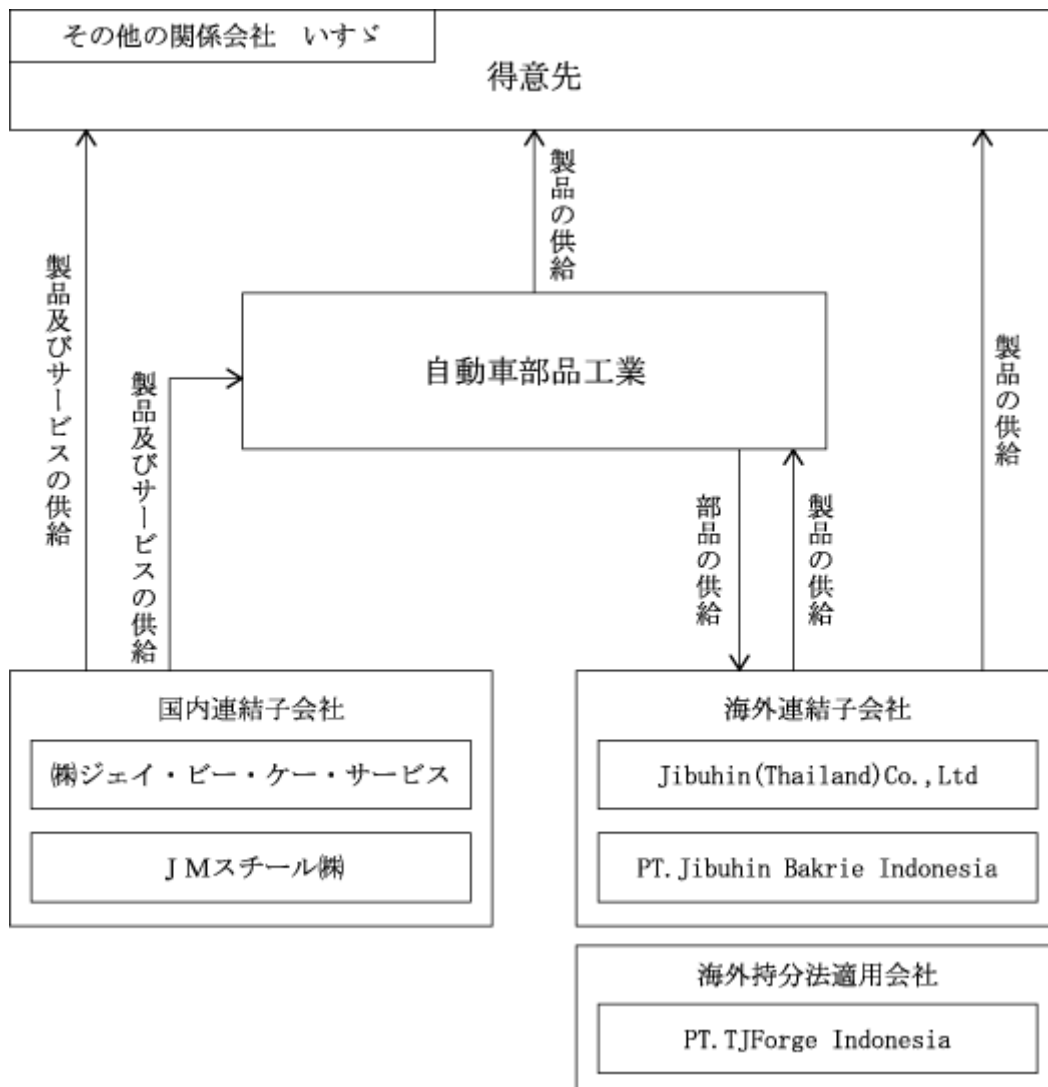 その他の関係会社　いすゞ
得意先
製品の供給
製品及びサービスの供給
製品及びサービスの供給
自動車部品工業
製品の供給
部品の供給
製品の供給
国内連結子会社
㈱ジェイ・ビー・ケー・サービス
ＪＭスチール㈱
海外連結子会社
Jibuhin(Thailand)Co.,Ltd
PT.Jibuhin Bakrie Indonesia
海外持分法適用会社
PT.TJForge Indonesia